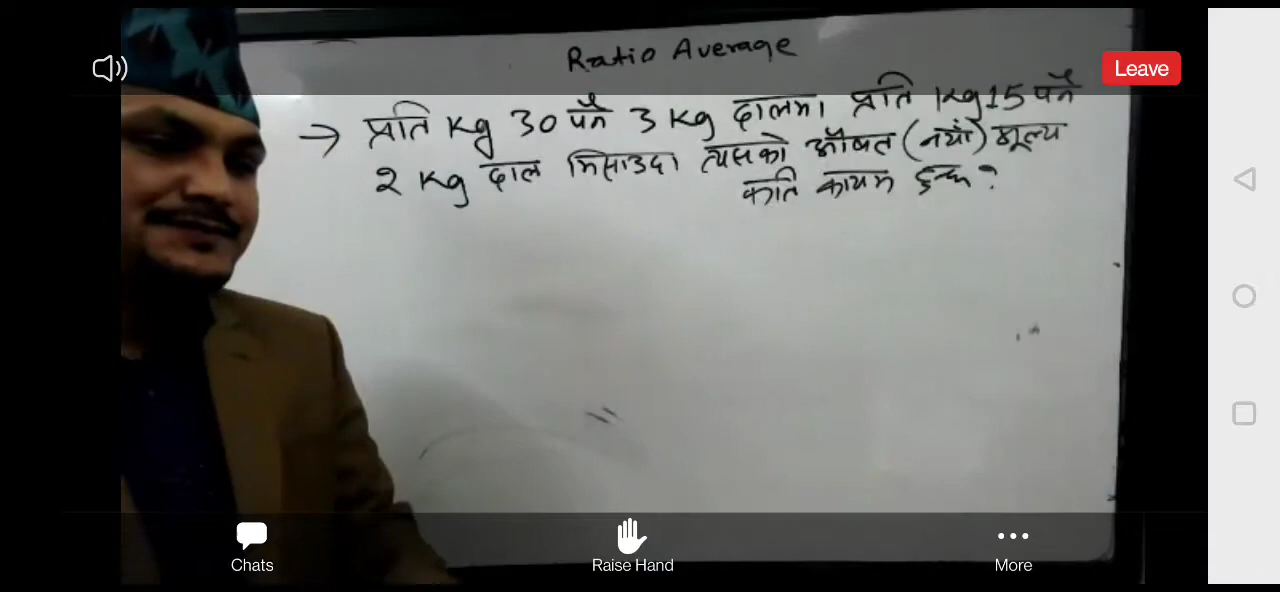 Ratio Average
Leave
→ प्रति Kg 30 पर्ने 3 Kg दालमा प्रति Kg 15 पर्ने
2 Kg दाल मिसाउदा त्यसको औषत (नयाँ) मूल्य
कति कायम हुन्छ?
Chats
Raise Hand
More